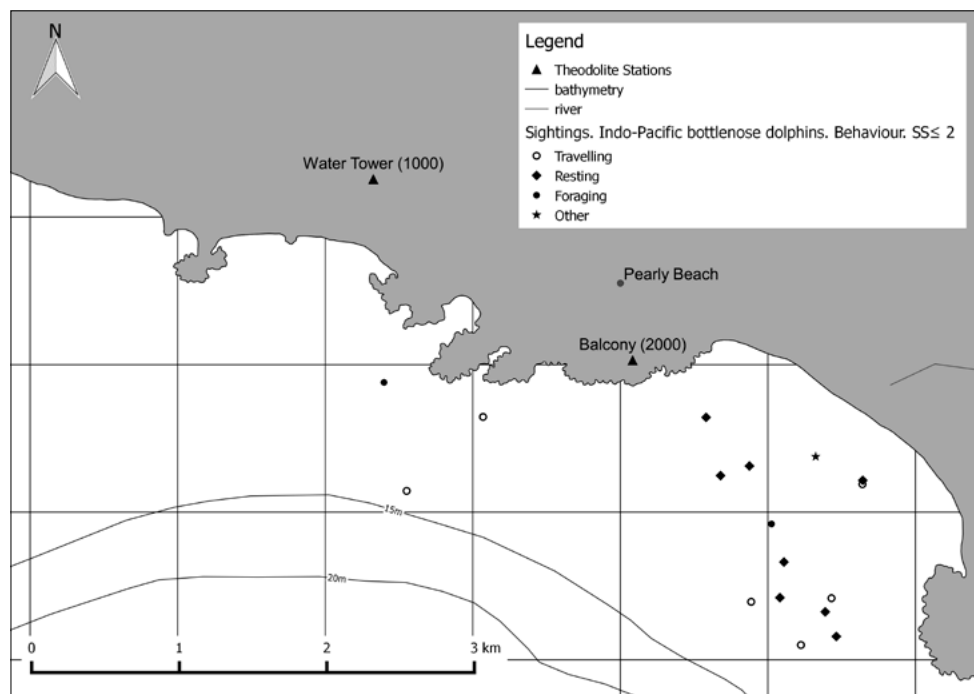 N
Legend
Theodolite Stations
bathymetry
river
Sightings. Indo-Pacific bottlenose dolphins. Behaviour. SS≤ 2
Travelling
Resting
Foraging
Other
Water Tower (1000)
Pearly Beach
Balcony (2000)
15m
20m
0 1 2 3 km